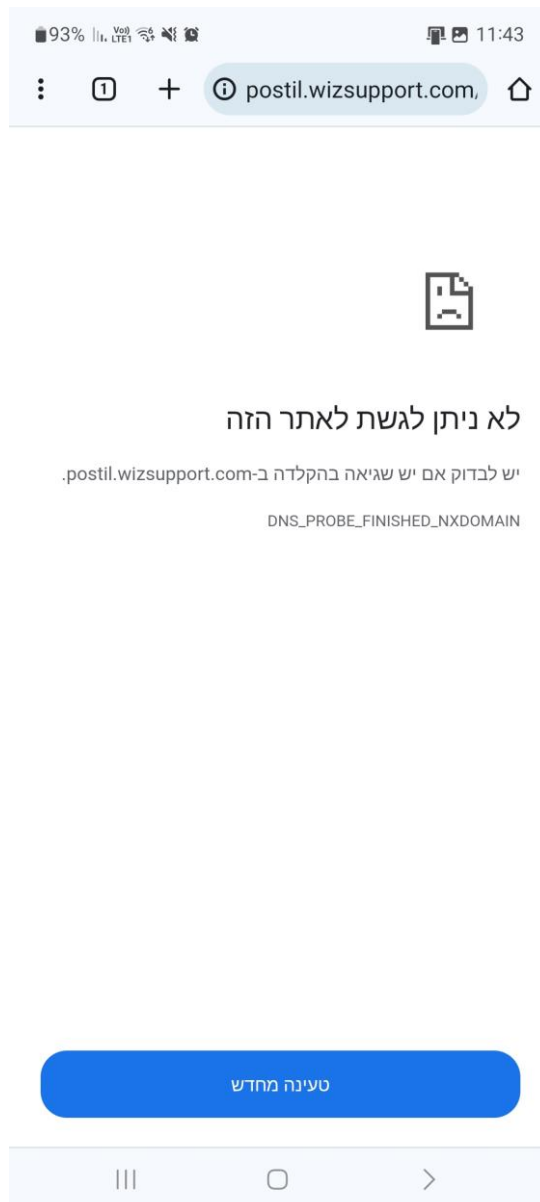 93% 11:43
1 postil.wizsupport.com/
לא ניתן לגשת לאתר הזה
יש לבדוק אם יש שגיאה בהקלדה ב-postil.wizsupport.com.
DNS_PROBE_FINISHED_NXDOMAIN
טעינה מחדש